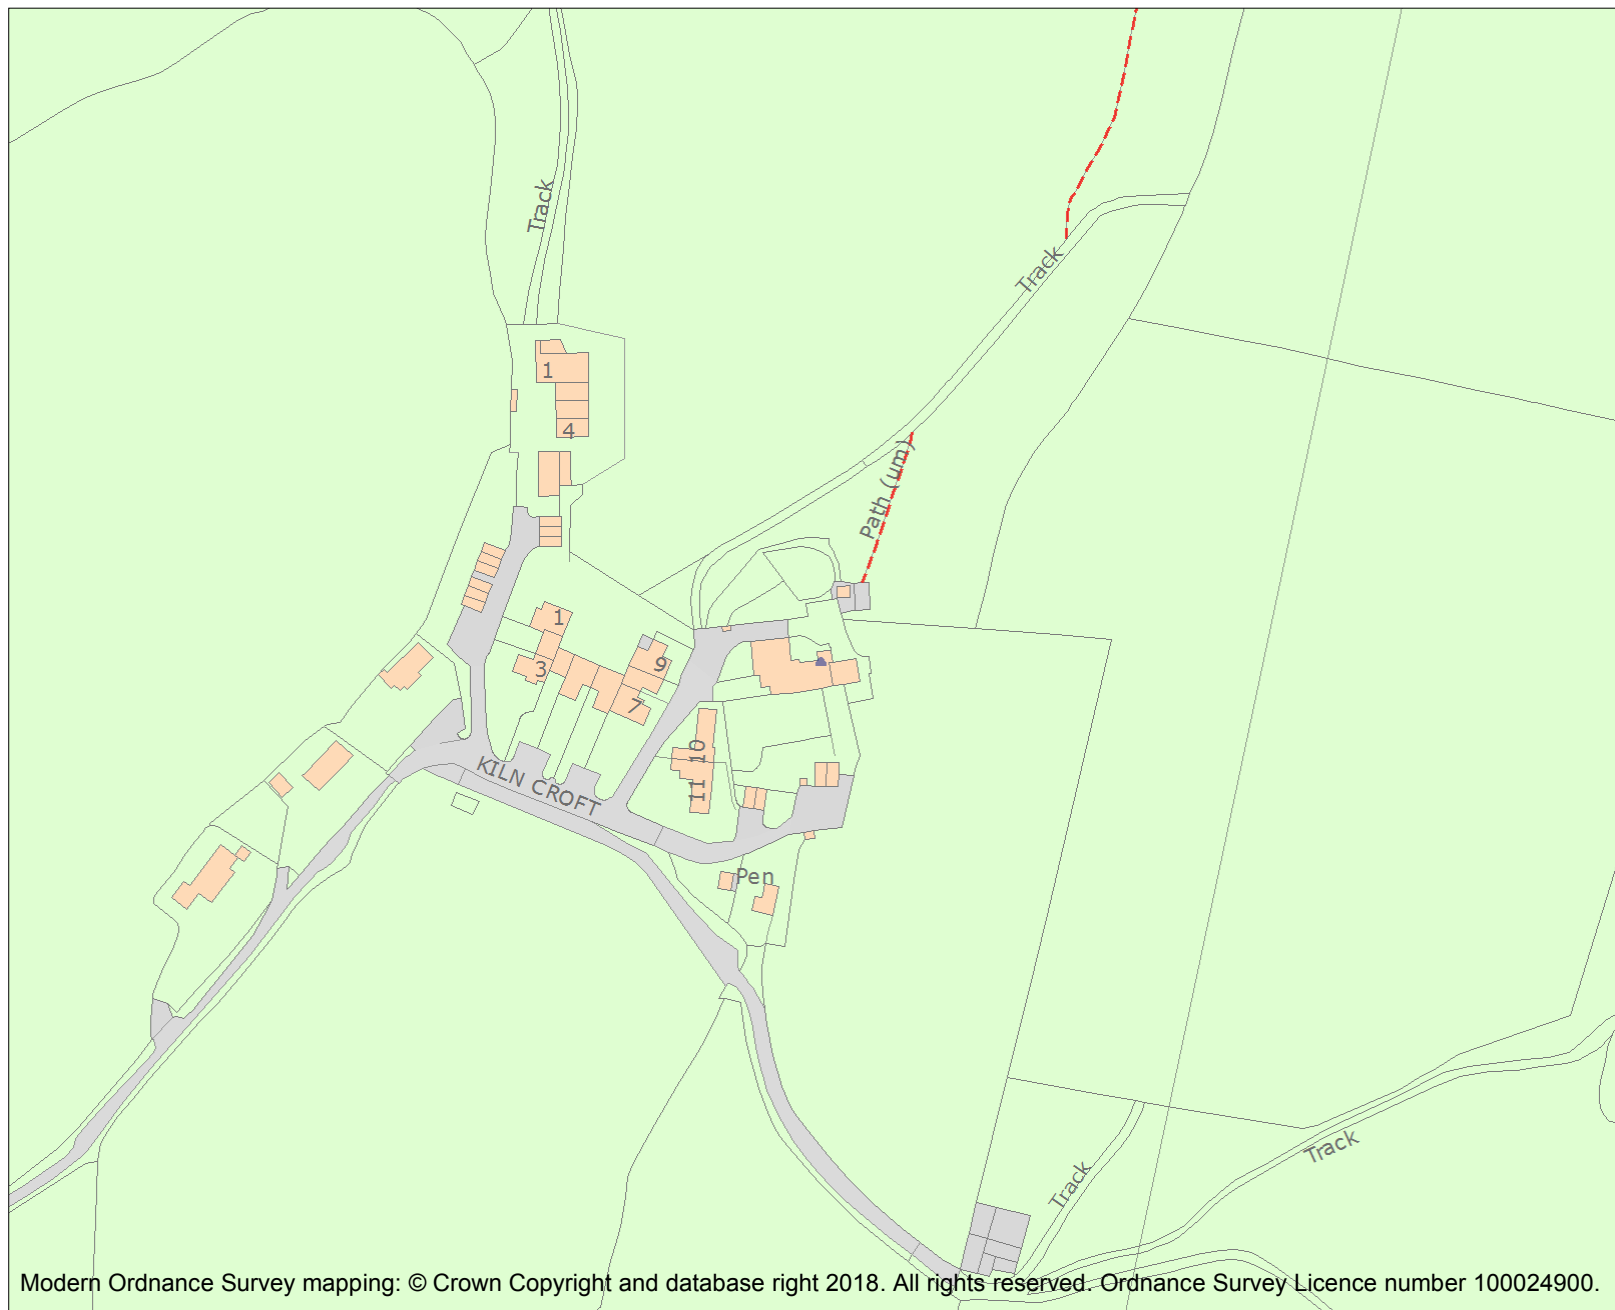 Track
Track
1
4
Path (um)
1
3
9
7
10
11
KILN CROFT
Pen
Track
Track
Modern Ordnance Survey mapping: © Crown Copyright and database right 2018. All rights reserved. Ordnance Survey Licence number 100024900.